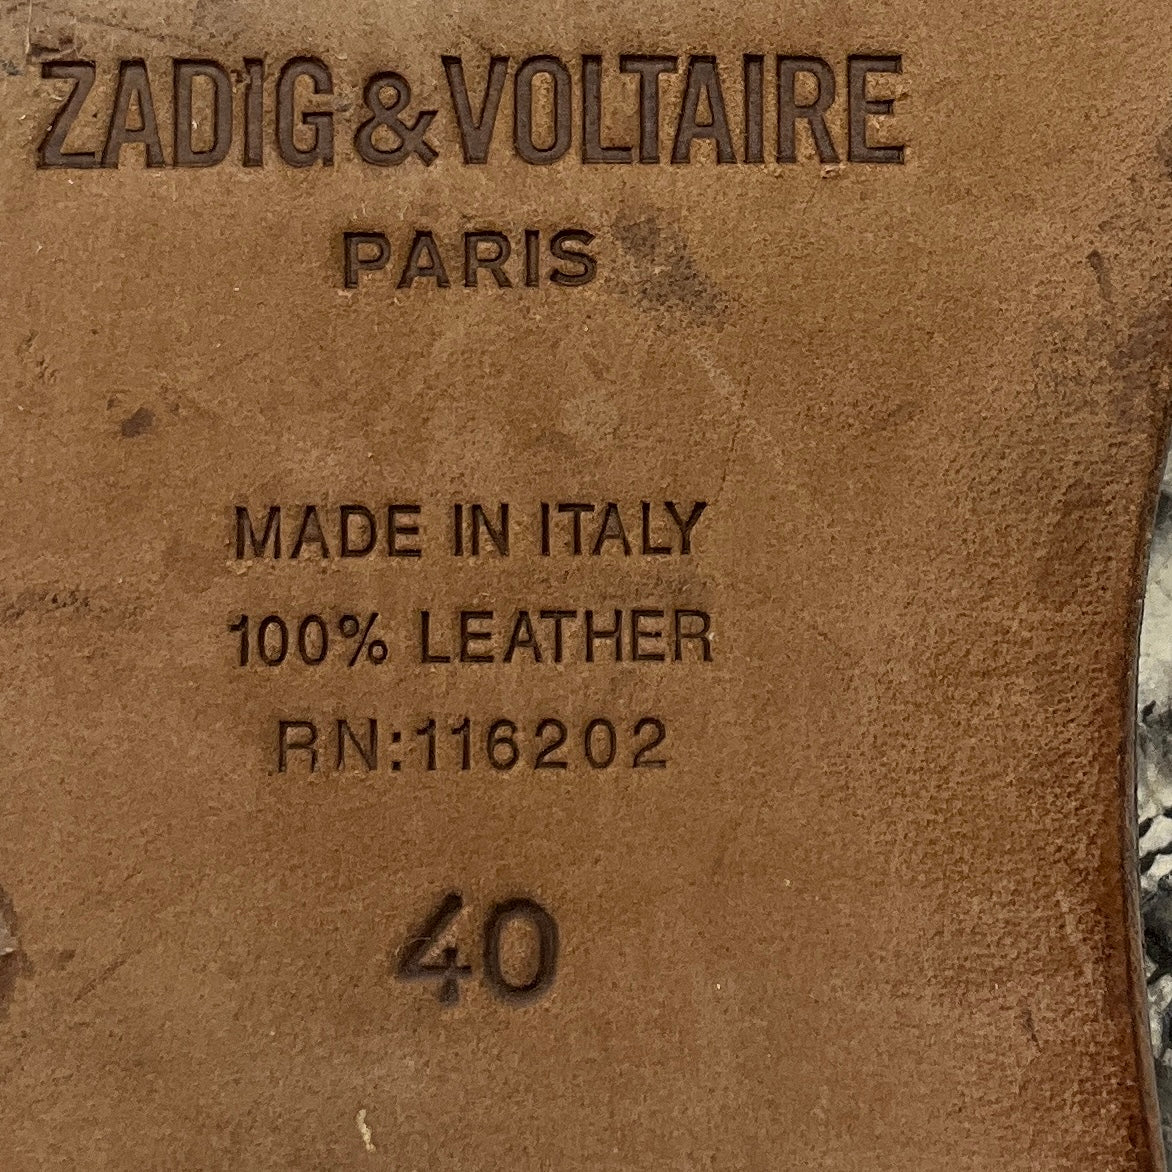 ZADIG&VOLTAIRE
PARIS
MADE IN ITALY
100% LEATHER
RN:116202
40